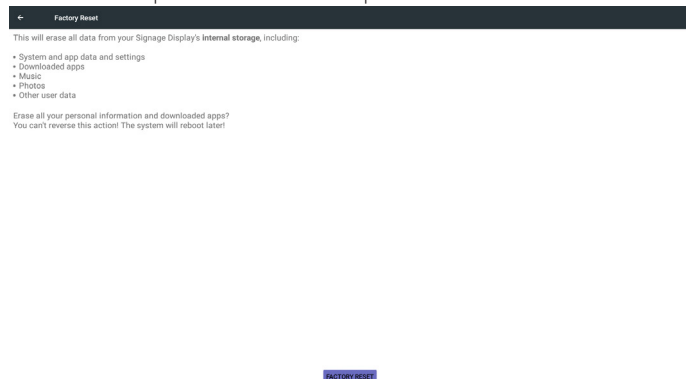 Factory Reset
This will erase all data from your Signage Display's internal storage, including:
• System and app data and settings
• Downloaded apps
• Music
• Photos
• Other user data
Erase all your personal information and downloaded apps?
You can't reverse this action! The system will reboot later!
FACTORY RESET